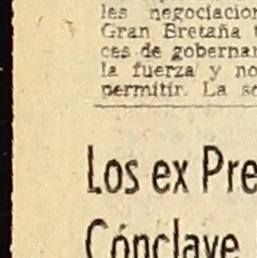 les negociacion
Gran Bretaña t
ces de gobernar
la fuerza y no
permitir. La se
Los ex Pre
Cónclave